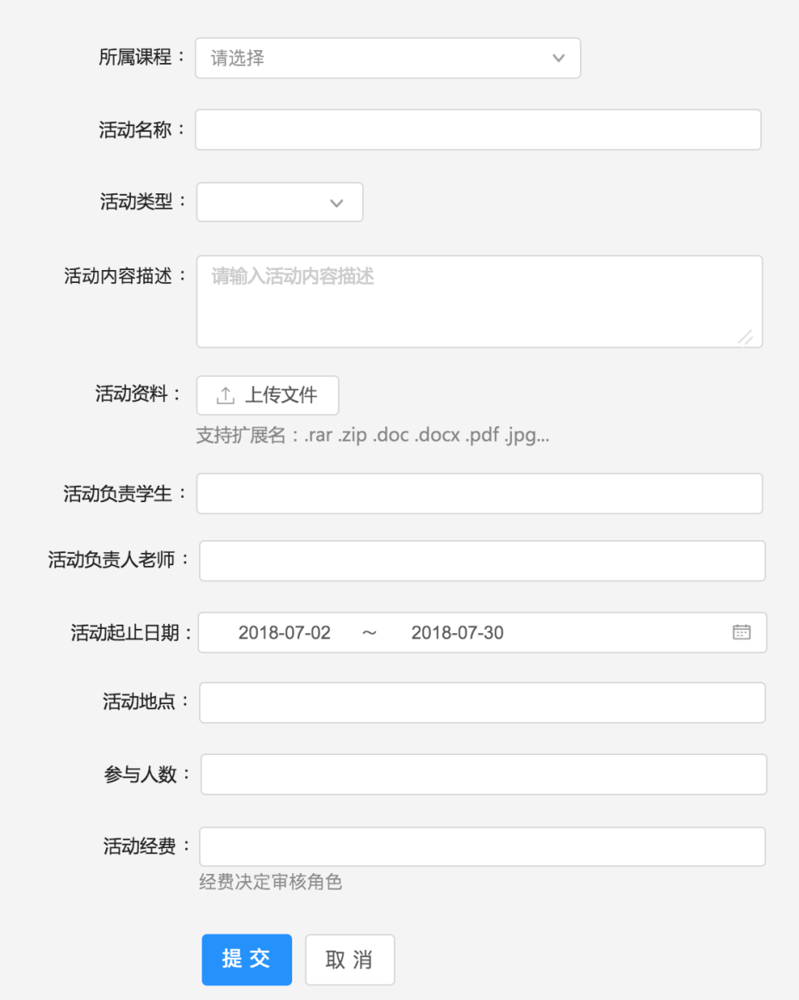 所属课程： 请选择
活动名称：
活动类型：
活动内容描述： 请输入活动内容描述
活动资料： 上传文件
支持扩展名：.rar .zip .doc .docx .pdf .jpg...
活动负责学生：
活动负责人老师：
活动起止日期： 2018-07-02 ~ 2018-07-30
活动地点：
参与人数：
活动经费：
经费决定审核角色
提交 取消